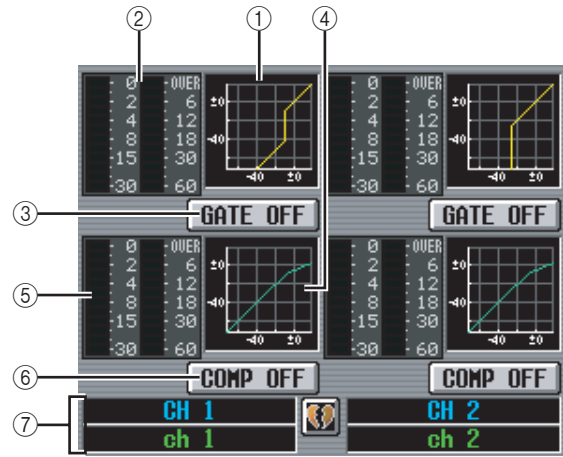 ② ① ④
0 OVER 0 OVER
2 6 ±0 2 6 ±0
4 12 4 12
8 18 -40 8 18 -40
15 30 15 30
30 60 -40 ±0 30 60 -40 ±0
③ GATE OFF GATE OFF
0 OVER 0 OVER
2 6 ±0 2 6 ±0
4 12 4 12
⑤ 8 18 -40 8 18 -40
15 30 15 30
30 60 -40 ±0 30 60 -40 ±0
⑥ COMP OFF COMP OFF
⑦ CH 1 CH 2
ch 1 ch 2